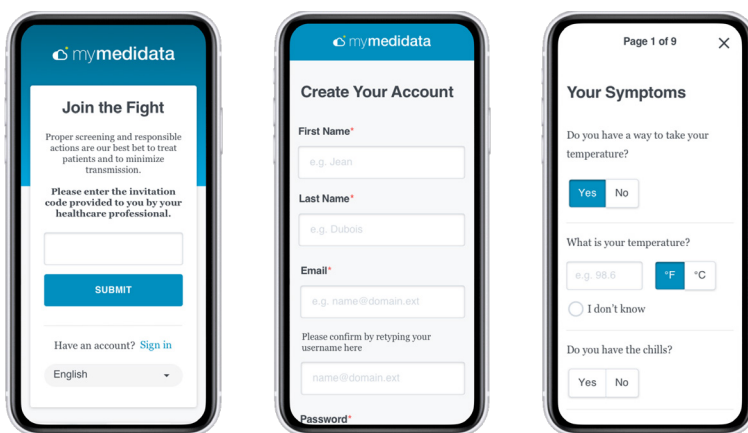 mymedidata
Join the Fight
Proper screening and responsible
actions are our best bet to treat
patients and to minimize
transmission.
Please enter the invitation
code provided to you by your
healthcare professional.
SUBMIT
Have an account? Sign in
English
mymedidata
Create Your Account
First Name*
e.g. Jean
Last Name*
e.g. Dubois
Email*
e.g. name@domain.ext
Please confirm by retyping your
username here
name@domain.ext
Password*
Page 1 of 9
Your Symptoms
Do you have a way to take your
temperature?
Yes No
What is your temperature?
e.g. 98.6 °F °C
I don't know
Do you have the chills?
Yes No